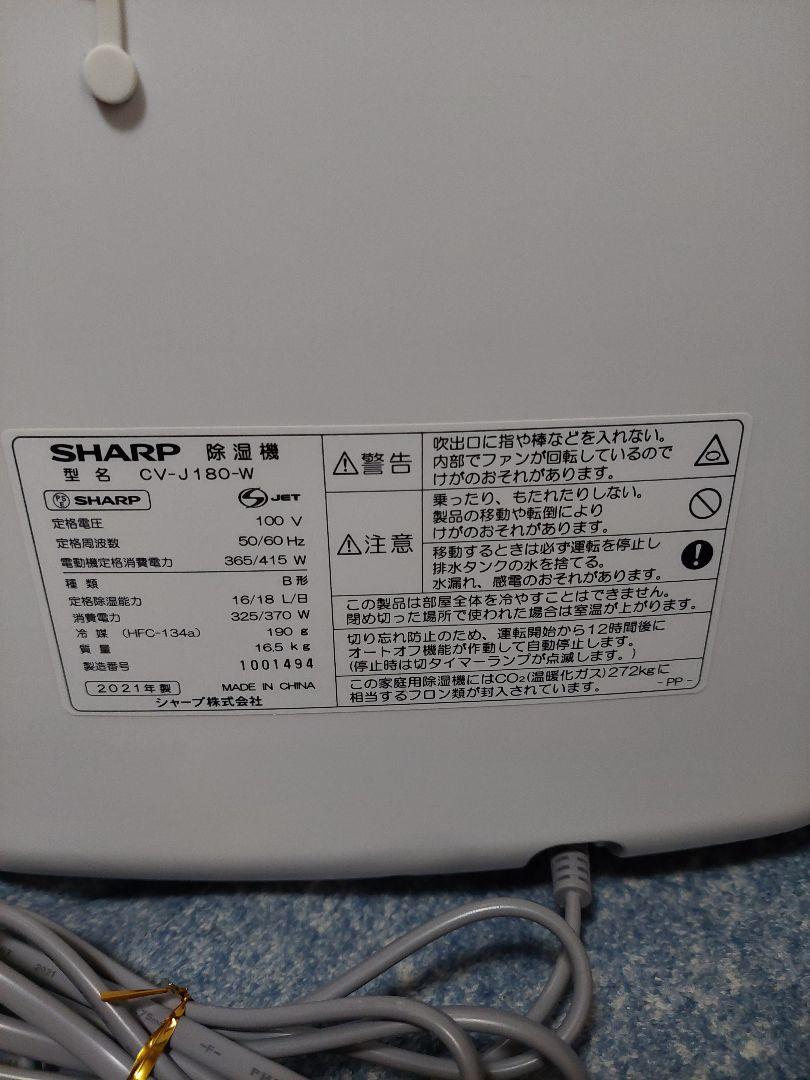 SHARP 除湿機
型名 CV-J180-W
PS E SHARP
S JET
定格電圧 100 V
定格周波数 50/60 Hz
電動機定格消費電力 365/415 W
種類 B形
定格除湿能力 16/18 L/日
消費電力 325/370 W
冷媒 (HFC-134a) 190 g
質量 16.5 kg
製造番号 1001494
2021年製 MADE IN CHINA
シャープ株式会社
警告
吹出口に指や棒などを入れない。
内部でファンが回転しているので
けがのおそれがあります。
注意
乗ったり、もたれたりしない。
製品の移動や転倒により
けがのおそれがあります。
移動するときは必ず運転を停止し
排水タンクの水を捨てる。
水漏れ、感電のおそれがあります。
この製品は部屋全体を冷やすことはできません。
閉め切った場所で使われた場合は室温が上がります。
切り忘れ防止のため、運転開始から12時間後に
オートオフ機能が作動して自動停止します。
(停止時は切タイマーランプが点滅します。)
この家庭用除湿機にはCO₂(温暖化ガス)272kgに
相当するフロン類が封入されています。
-PP-
2021
-F-